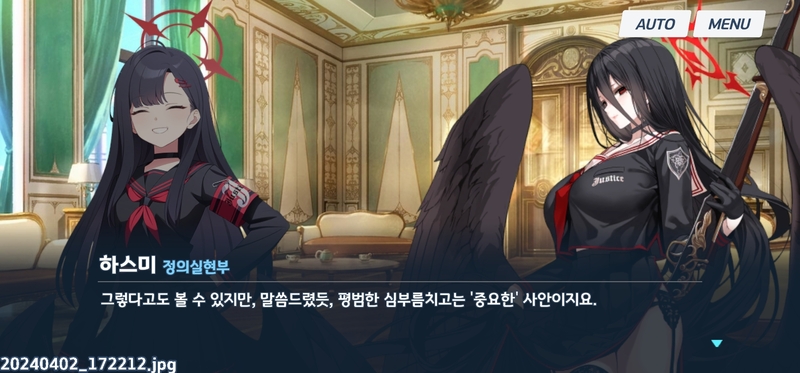 AUTO MENU
Justice
하스미 정의실현부
그렇다고도 볼 수 있지만, 말씀드렸듯, 평범한 심부름치고는 '중요한' 사안이지요.
20240402_172212.jpg